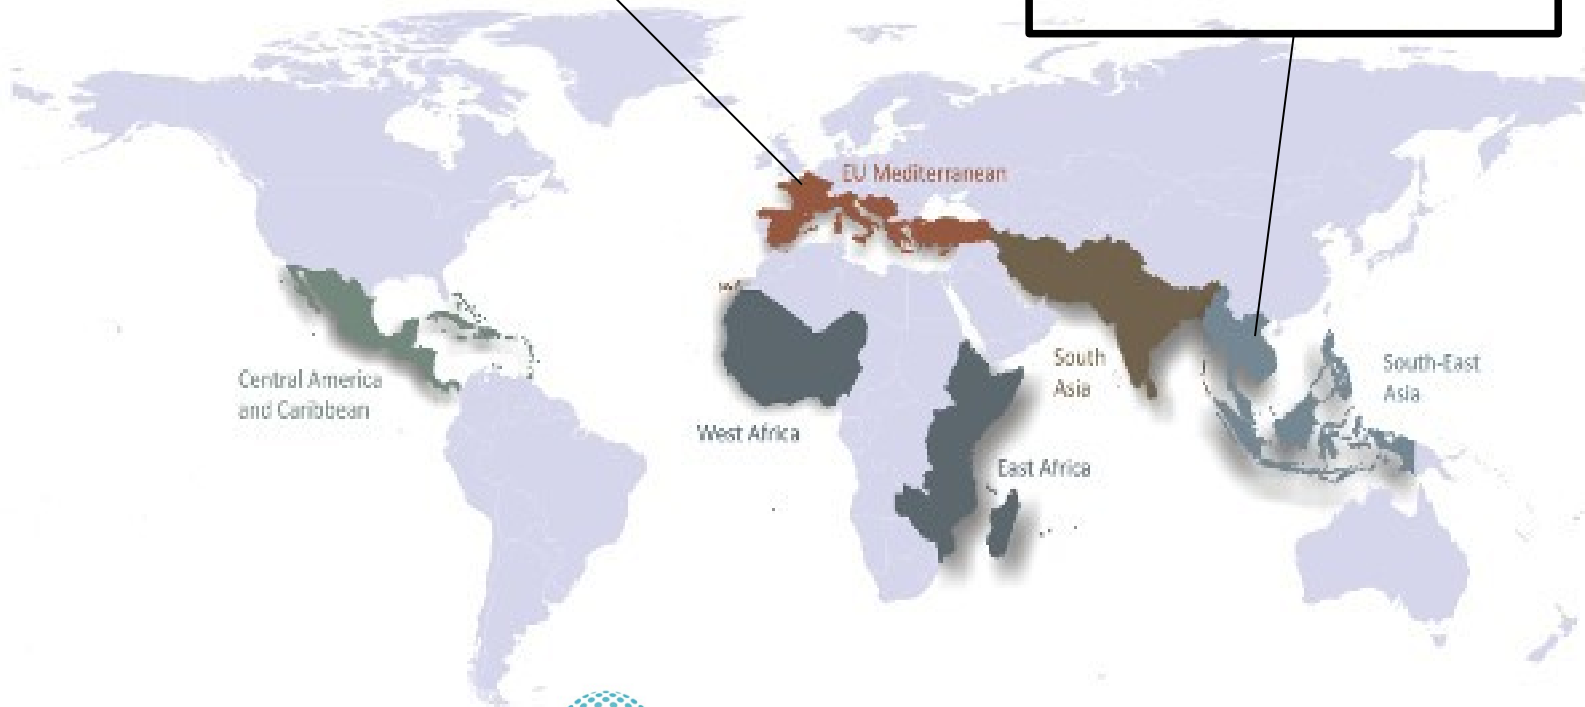 EU Mediterranean
Central America
and Caribbean
West Africa
South
Asia
East Africa
South-East
Asia